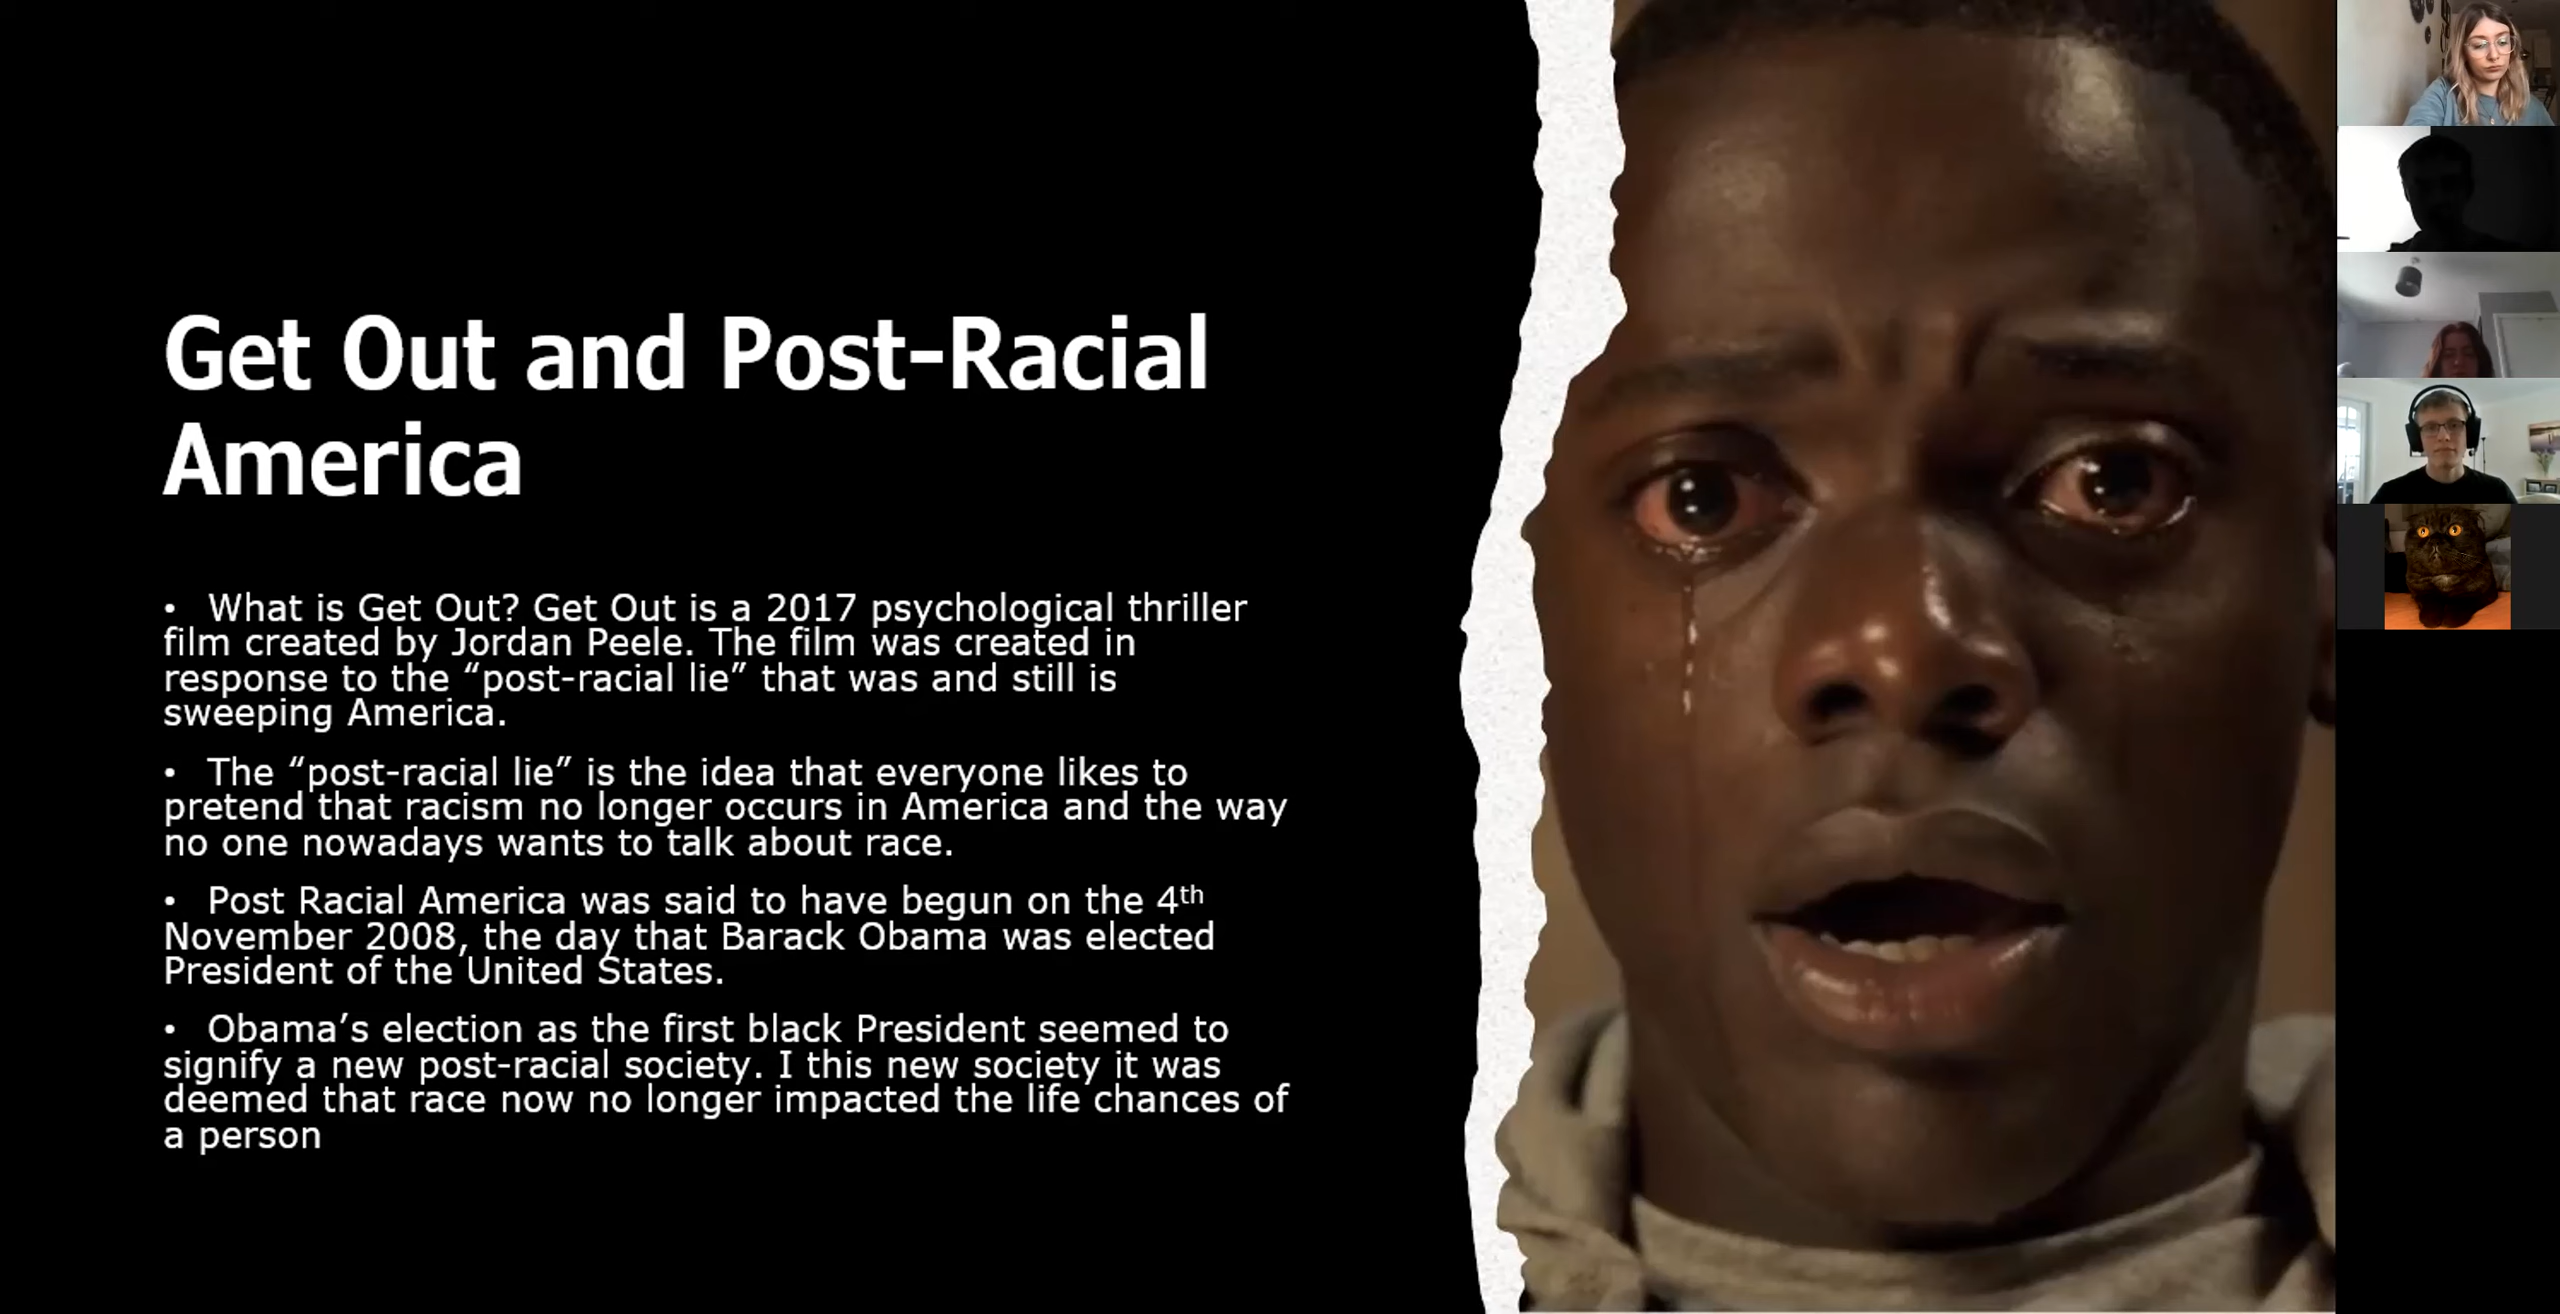 Get Out and Post-Racial
America
• What is Get Out? Get Out is a 2017 psychological thriller
film created by Jordan Peele. The film was created in
response to the “post-racial lie” that was and still is
sweeping America.
• The “post-racial lie” is the idea that everyone likes to
pretend that racism no longer occurs in America and the way
no one nowadays wants to talk about race.
• Post Racial America was said to have begun on the 4th
November 2008, the day that Barack Obama was elected
President of the United States.
• Obama’s election as the first black President seemed to
signify a new post-racial society. I this new society it was
deemed that race now no longer impacted the life chances of
a person